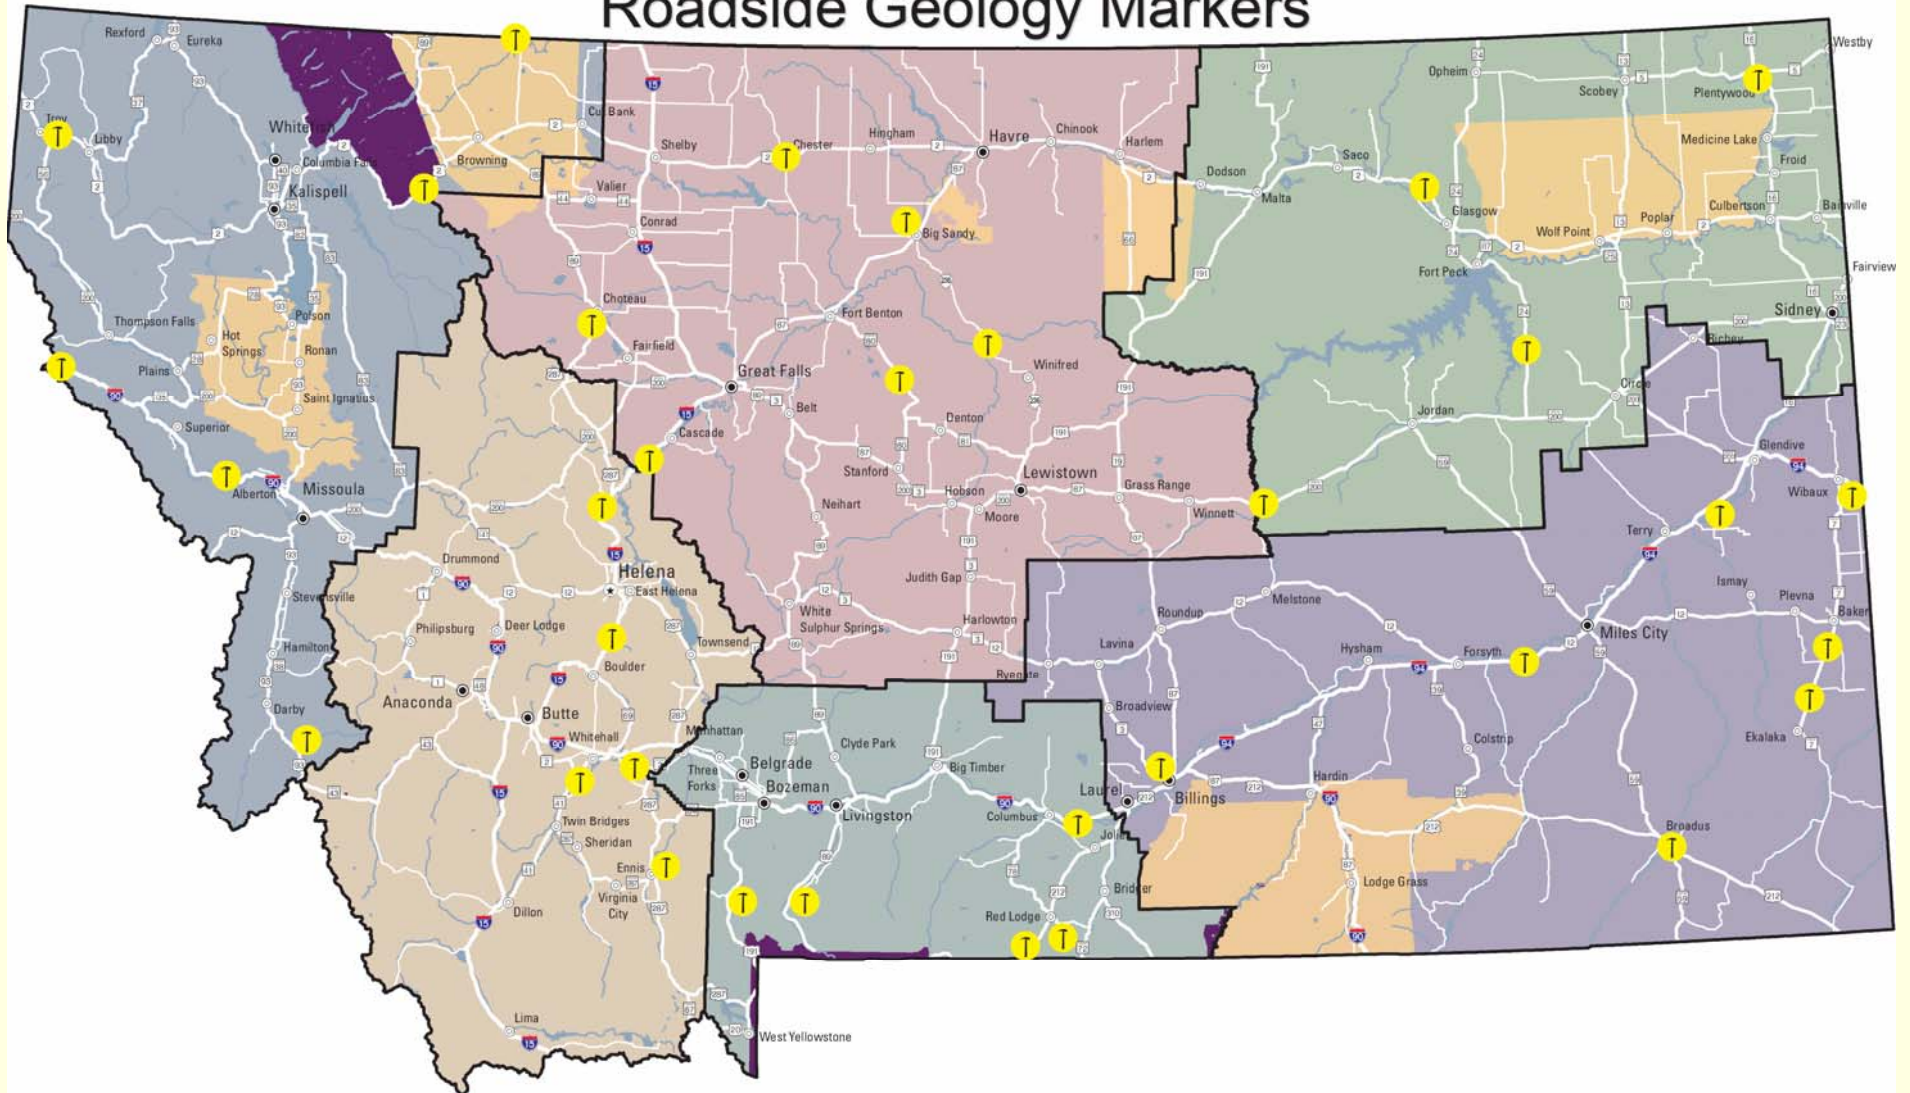 Roadside Geology Markers
Rexford
Eureka
Troy
Libby
Whitefish
Columbia Falls
Kalispell
Browning
Cut Bank
Shelby
Chester
Hingham
Havre
Chinook
Harlem
Valier
Conrad
Big Sandy
Dodson
Malta
Saco
Glasgow
Opheim
Scobey
Plentywood
Westby
Medicine Lake
Froid
Culbertson
Bainville
Wolf Point
Poplar
Fort Peck
Fairview
Sidney
Richey
Thompson Falls
Hot
Springs
Polson
Ronan
Plains
Saint Ignatius
Superior
Alberton
Missoula
Choteau
Fairfield
Fort Benton
Great Falls
Belt
Cascade
Winifred
Denton
Stanford
Hobson
Moore
Lewistown
Grass Range
Winnett
Neihart
Judith Gap
White
Sulphur Springs
Harlowton
Ryegate
Jordan
Circle
Glendive
Wibaux
Terry
Ismay
Plevna
Baker
Miles City
Melstone
Roundup
Lavina
Hysham
Forsyth
Colstrip
Ekalaka
Broadview
Drummond
Helena
East Helena
Philipsburg
Deer Lodge
Townsend
Boulder
Anaconda
Butte
Whitehall
Stevensville
Hamilton
Darby
Manhattan
Three
Forks
Belgrade
Bozeman
Clyde Park
Big Timber
Livingston
Columbus
Laurel
Billings
Hardin
Joliet
Twin Bridges
Sheridan
Ennis
Virginia
City
Dillon
Lima
West Yellowstone
Red Lodge
Bridger
Lodge Grass
Broadus